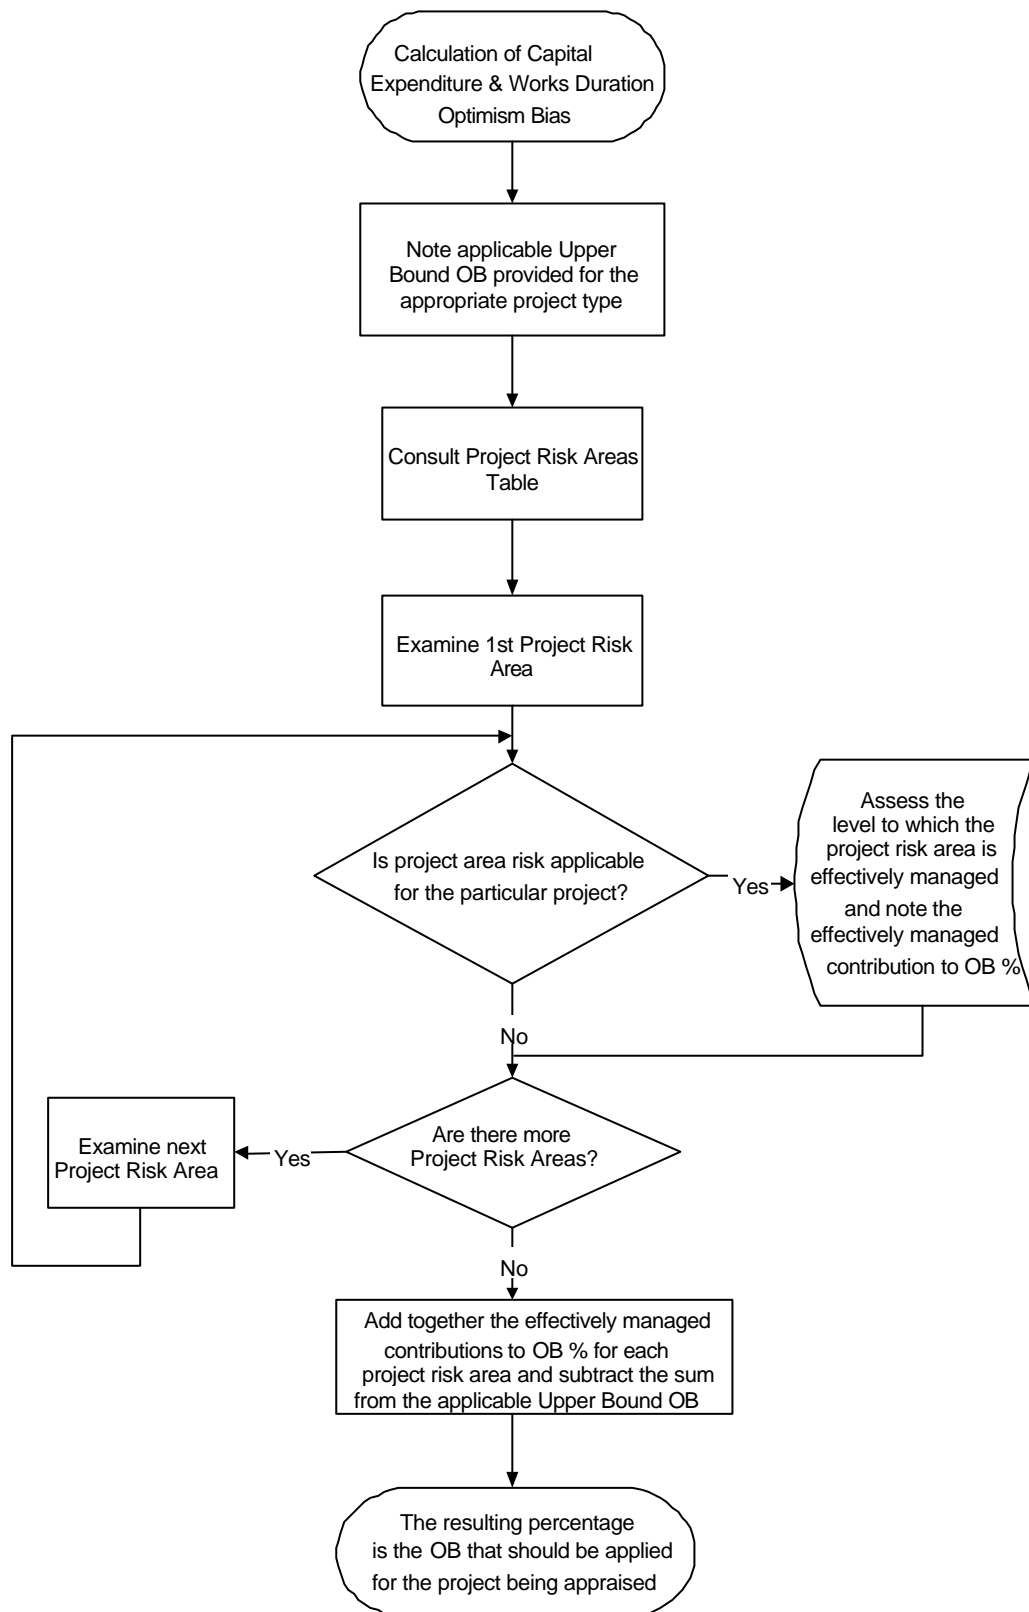 Calculation of Capital
Expenditure & Works Duration
Optimism Bias
Note applicable Upper
Bound OB provided for the
appropriate project type
Consult Project Risk Areas
Table
Examine 1st Project Risk
Area
Is project area risk applicable
for the particular project?
Yes
Assess the
level to which the
project risk area is
effectively managed
and note the
effectively managed
contribution to OB %
No
Are there more
Project Risk Areas?
Yes
Examine next
Project Risk Area
No
Add together the effectively managed
contributions to OB % for each
project risk area and subtract the sum
from the applicable Upper Bound OB
The resulting percentage
is the OB that should be applied
for the project being appraised